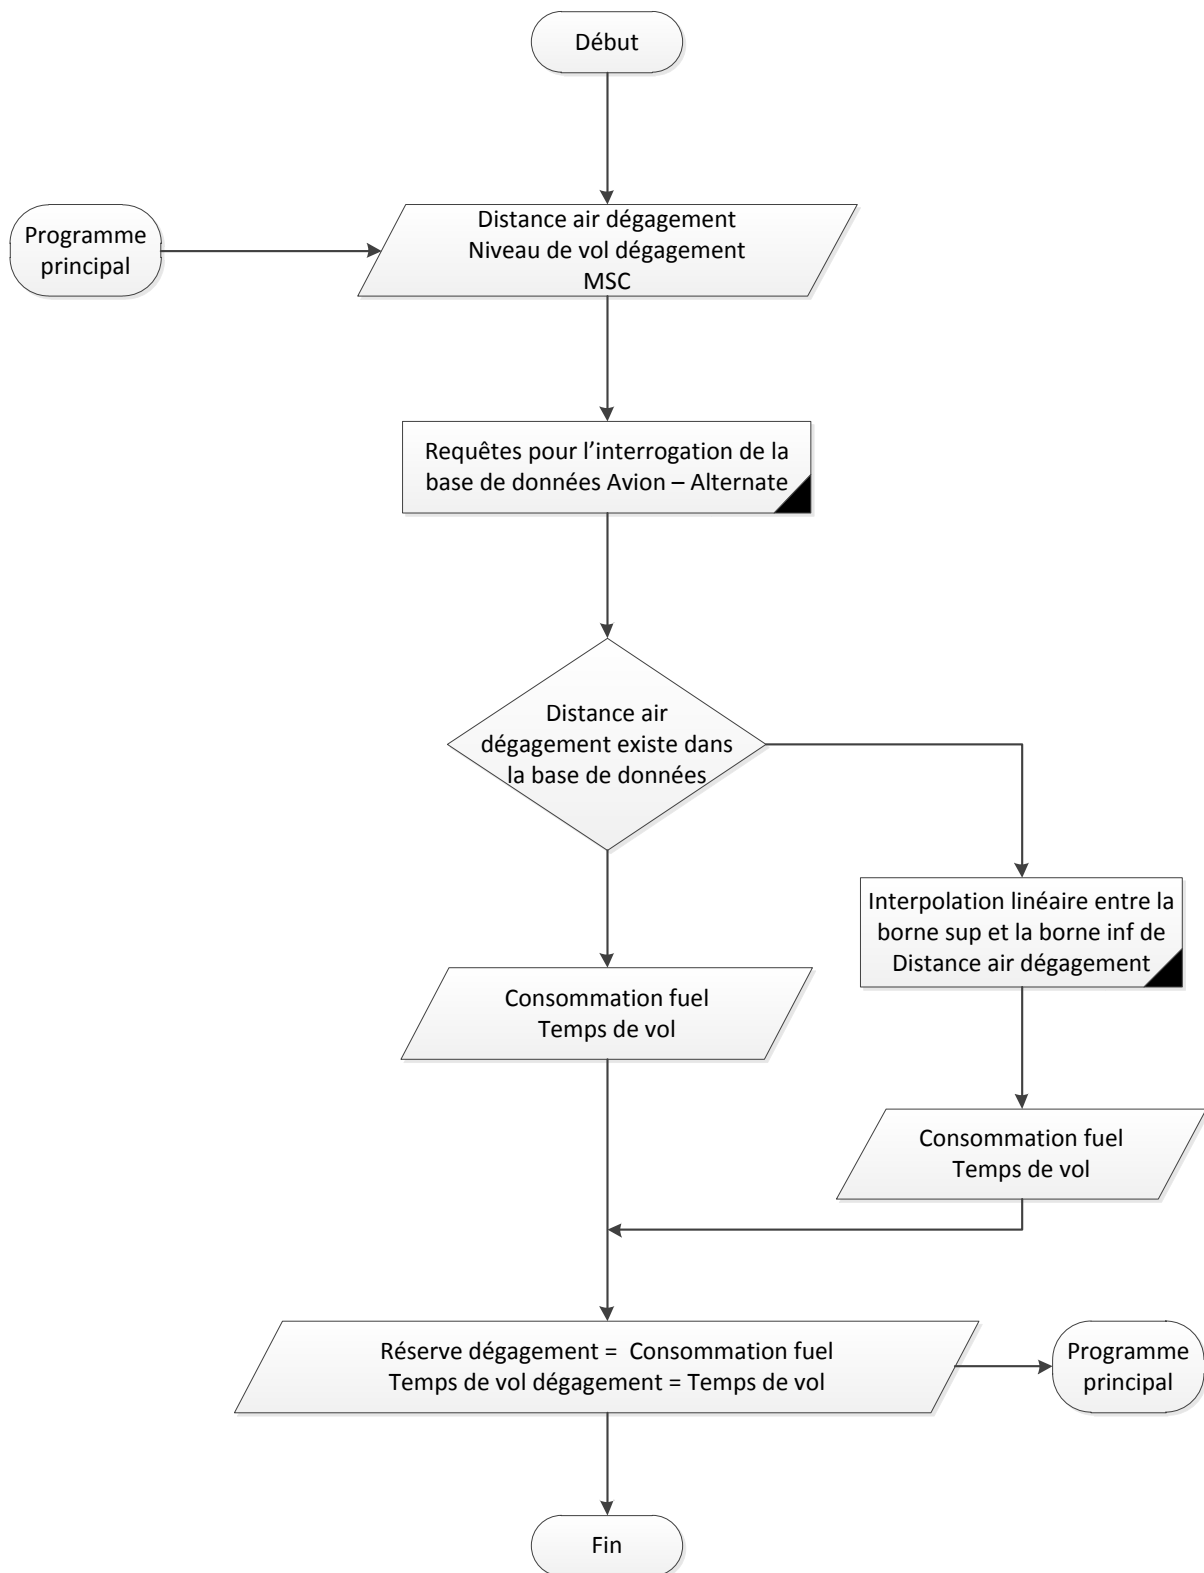 Début
Programme
principal
Distance air dégagement
Niveau de vol dégagement
MSC
Requêtes pour l’interrogation de la
base de données Avion – Alternate
Distance air
dégagement existe dans
la base de données
Interpolation linéaire entre la
borne sup et la borne inf de
Distance air dégagement
Consommation fuel
Temps de vol
Consommation fuel
Temps de vol
Réserve dégagement = Consommation fuel
Temps de vol dégagement = Temps de vol
Programme
principal
Fin